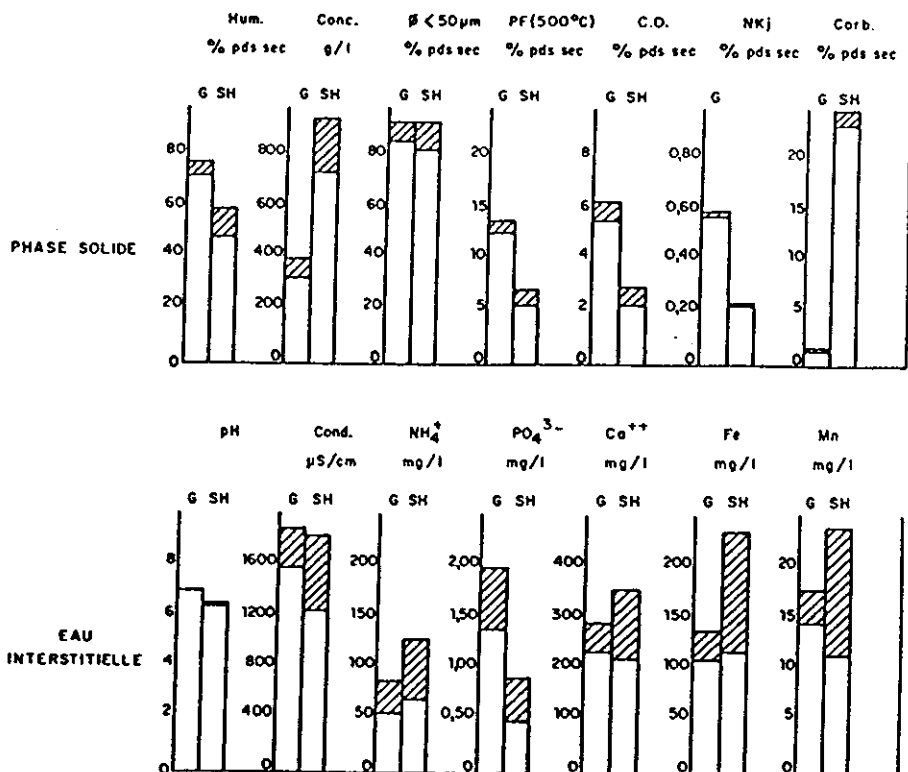 Hum. Conc. Ø < 50µm PF(500°C) C.O. NKj Carb.
% pds sec g/l % pds sec % pds sec % pds sec % pds sec % pds sec
G SH G SH G SH G SH G SH G G SH
80 800 80 20 8 0,80 20
60 600 60 15 6 0,60 15
PHASE SOLIDE
40 400 40 10 4 0,40 10
20 200 20 5 2 0,20 5
0 0 0 0 0 0 0
pH Cond. NH4+ PO4 3- Ca++ Fe Mn
µS/cm mg/l mg/l mg/l mg/l mg/l
G SH G SH G SH G SH G SH G SH G SH
8 1600 200 2,00 400 200 20
6 1200 150 1,50 300 150 15
EAU
INTERSTITIELLE
4 800 100 1,00 200 100 10
2 400 50 0,50 100 50 5
0 0 0 0 0 0 0